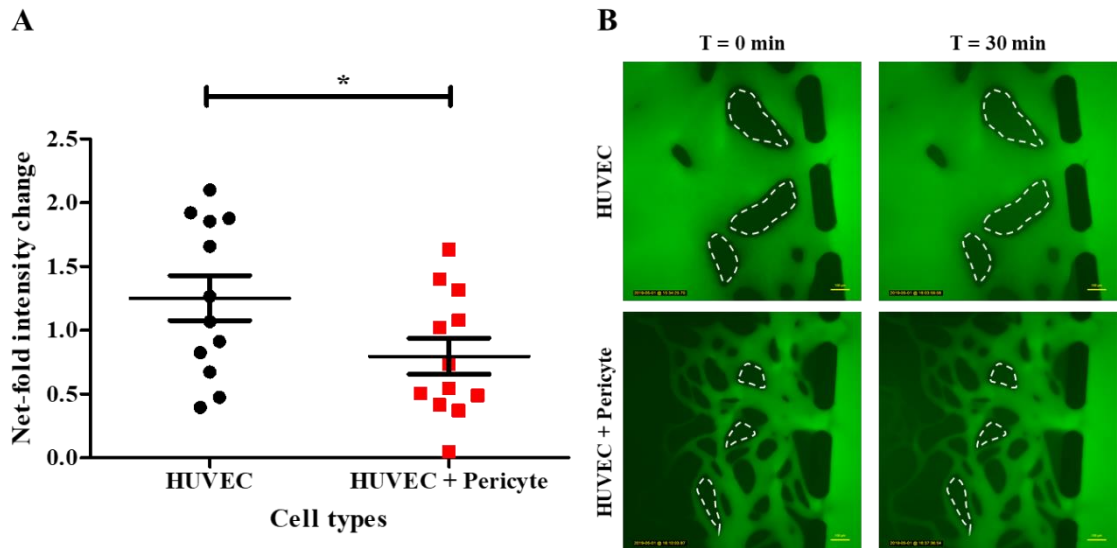 A
*
Net-fold intensity change
2.5
2.0
1.5
1.0
0.5
0.0
HUVEC
HUVEC + Pericyte
Cell types
B
T = 0 min
T = 30 min
HUVEC
HUVEC + Pericyte